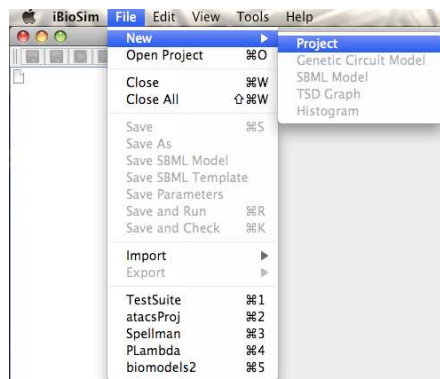 iBioSim File Edit View Tools Help
New
Open Project ⌘O
Close ⌘W
Close All ⇧⌘W
Save ⌘S
Save As
Save SBML Model
Save SBML Template
Save Parameters
Save and Run ⌘R
Save and Check ⌘K
Import
Export
TestSuite ⌘1
atacsProj ⌘2
Spellman ⌘3
PLambda ⌘4
biomodels2 ⌘5
Project
Genetic Circuit Model
SBML Model
TSD Graph
Histogram